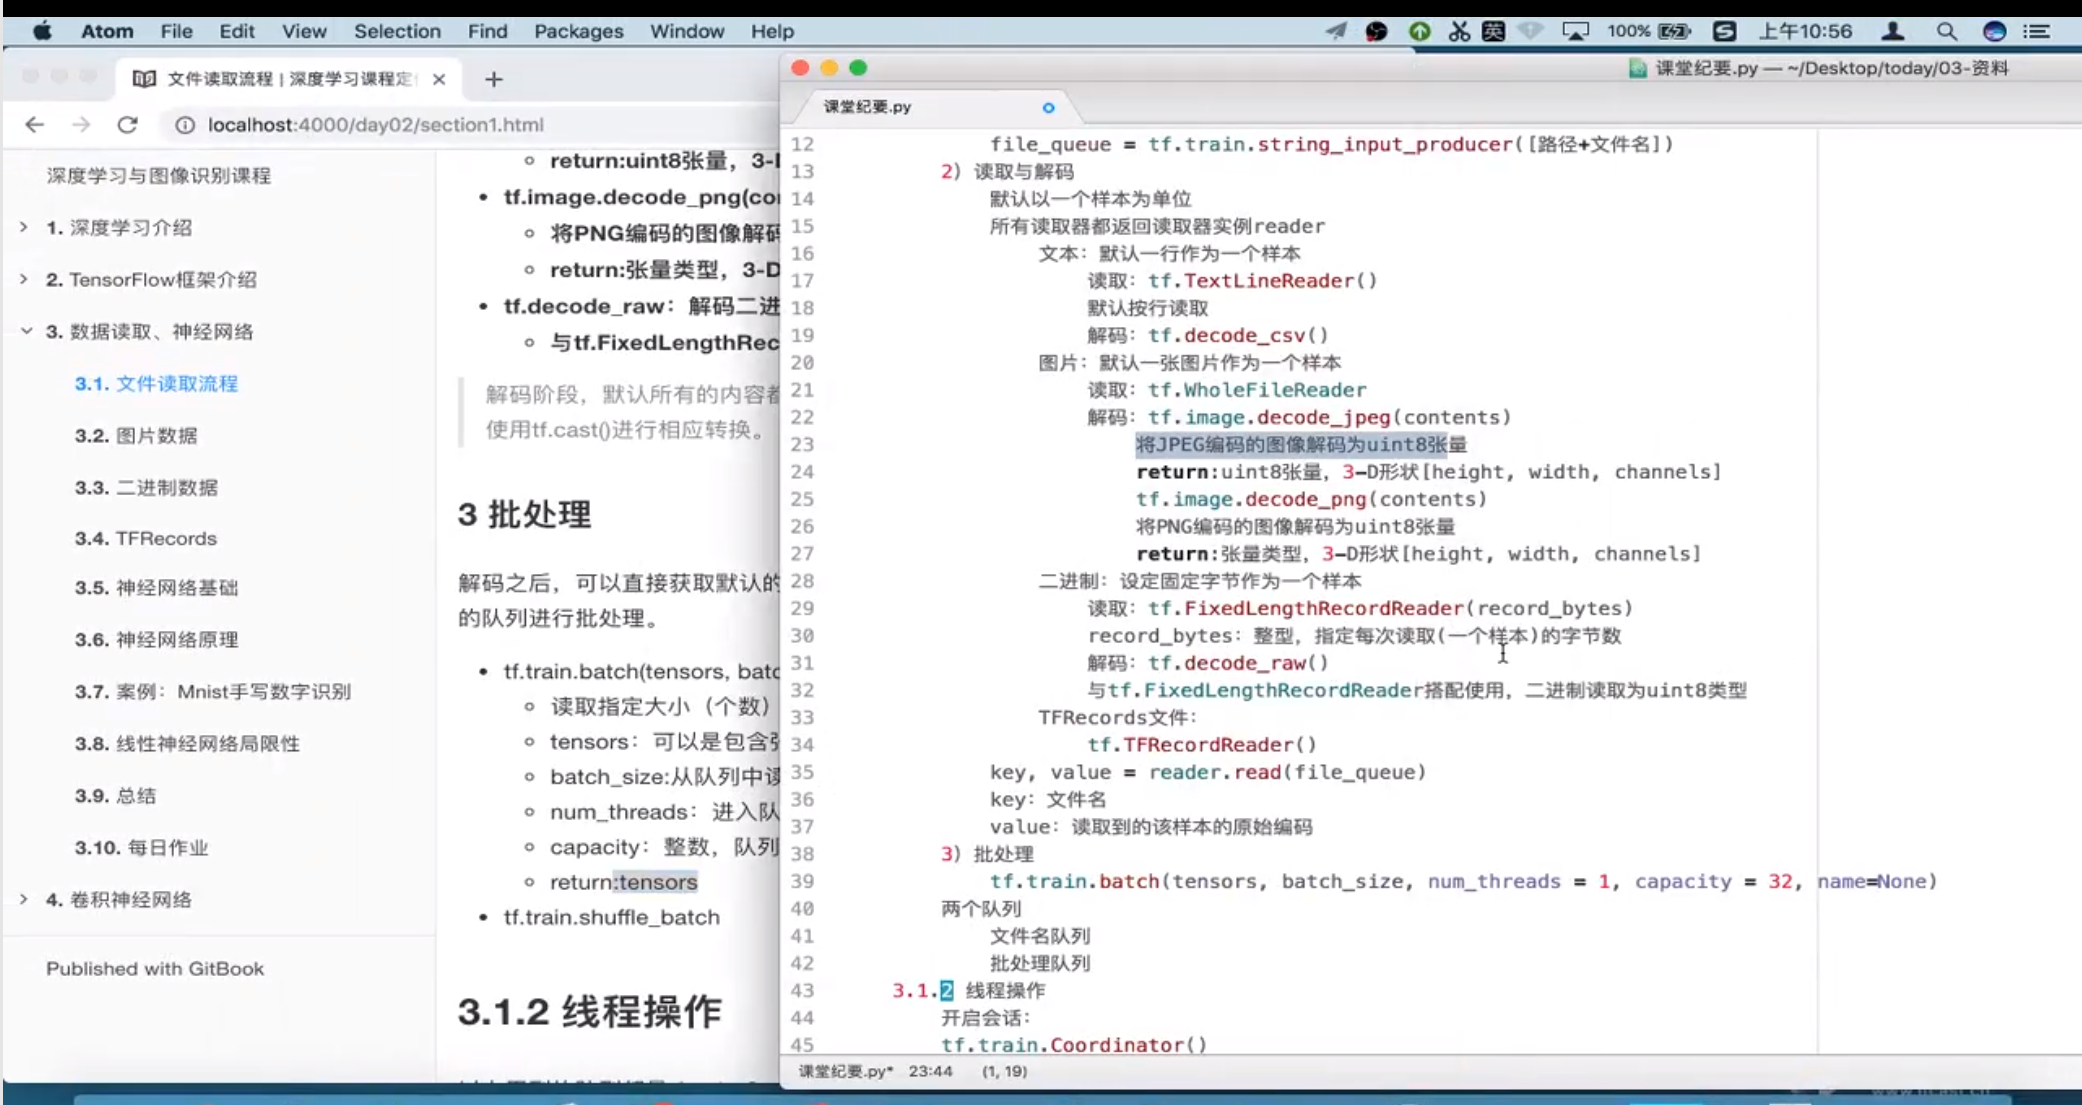 Atom File Edit View Selection Find Packages Window Help 英 100% 上午10:56
文件读取流程 | 深度学习课程定
localhost:4000/day02/section1.html
深度学习与图像识别课程
1. 深度学习介绍
2. TensorFlow框架介绍
3. 数据读取、神经网络
3.1. 文件读取流程
3.2. 图片数据
3.3. 二进制数据
3.4. TFRecords
3.5. 神经网络基础
3.6. 神经网络原理
3.7. 案例：Mnist手写数字识别
3.8. 线性神经网络局限性
3.9. 总结
3.10. 每日作业
4. 卷积神经网络
Published with GitBook
return:uint8张量，3-
tf.image.decode_png(co
将PNG编码的图像解码
return:张量类型，3-D
tf.decode_raw：解码二进
与tf.FixedLengthRec
解码阶段，默认所有的内容都
使用tf.cast()进行相应转换。
3 批处理
解码之后，可以直接获取默认的
的队列进行批处理。
tf.train.batch(tensors, batc
读取指定大小（个数）
tensors：可以是包含张
batch_size:从队列中读
num_threads：进入队
capacity：整数，队列
return:tensors
tf.train.shuffle_batch
3.1.2 线程操作
课堂纪要.py — ~/Desktop/today/03-资料
课堂纪要.py
12 file_queue = tf.train.string_input_producer([路径+文件名])
13 2）读取与解码
14 默认以一个样本为单位
15 所有读取器都返回读取器实例reader
16 文本：默认一行作为一个样本
17 读取：tf.TextLineReader()
18 默认按行读取
19 解码：tf.decode_csv()
20 图片：默认一张图片作为一个样本
21 读取：tf.WholeFileReader
22 解码：tf.image.decode_jpeg(contents)
23 将JPEG编码的图像解码为uint8张量
24 return:uint8张量，3-D形状[height, width, channels]
25 tf.image.decode_png(contents)
26 将PNG编码的图像解码为uint8张量
27 return:张量类型，3-D形状[height, width, channels]
28 二进制：设定固定字节作为一个样本
29 读取：tf.FixedLengthRecordReader(record_bytes)
30 record_bytes：整型，指定每次读取(一个样本)的字节数
31 解码：tf.decode_raw()
32 与tf.FixedLengthRecordReader搭配使用，二进制读取为uint8类型
33 TFRecords文件：
34 tf.TFRecordReader()
35 key, value = reader.read(file_queue)
36 key：文件名
37 value：读取到的该样本的原始编码
38 3）批处理
39 tf.train.batch(tensors, batch_size, num_threads = 1, capacity = 32, name=None)
40 两个队列
41 文件名队列
42 批处理队列
43 3.1.2 线程操作
44 开启会话：
45 tf.train.Coordinator()
课堂纪要.py* 23:44 (1, 19)